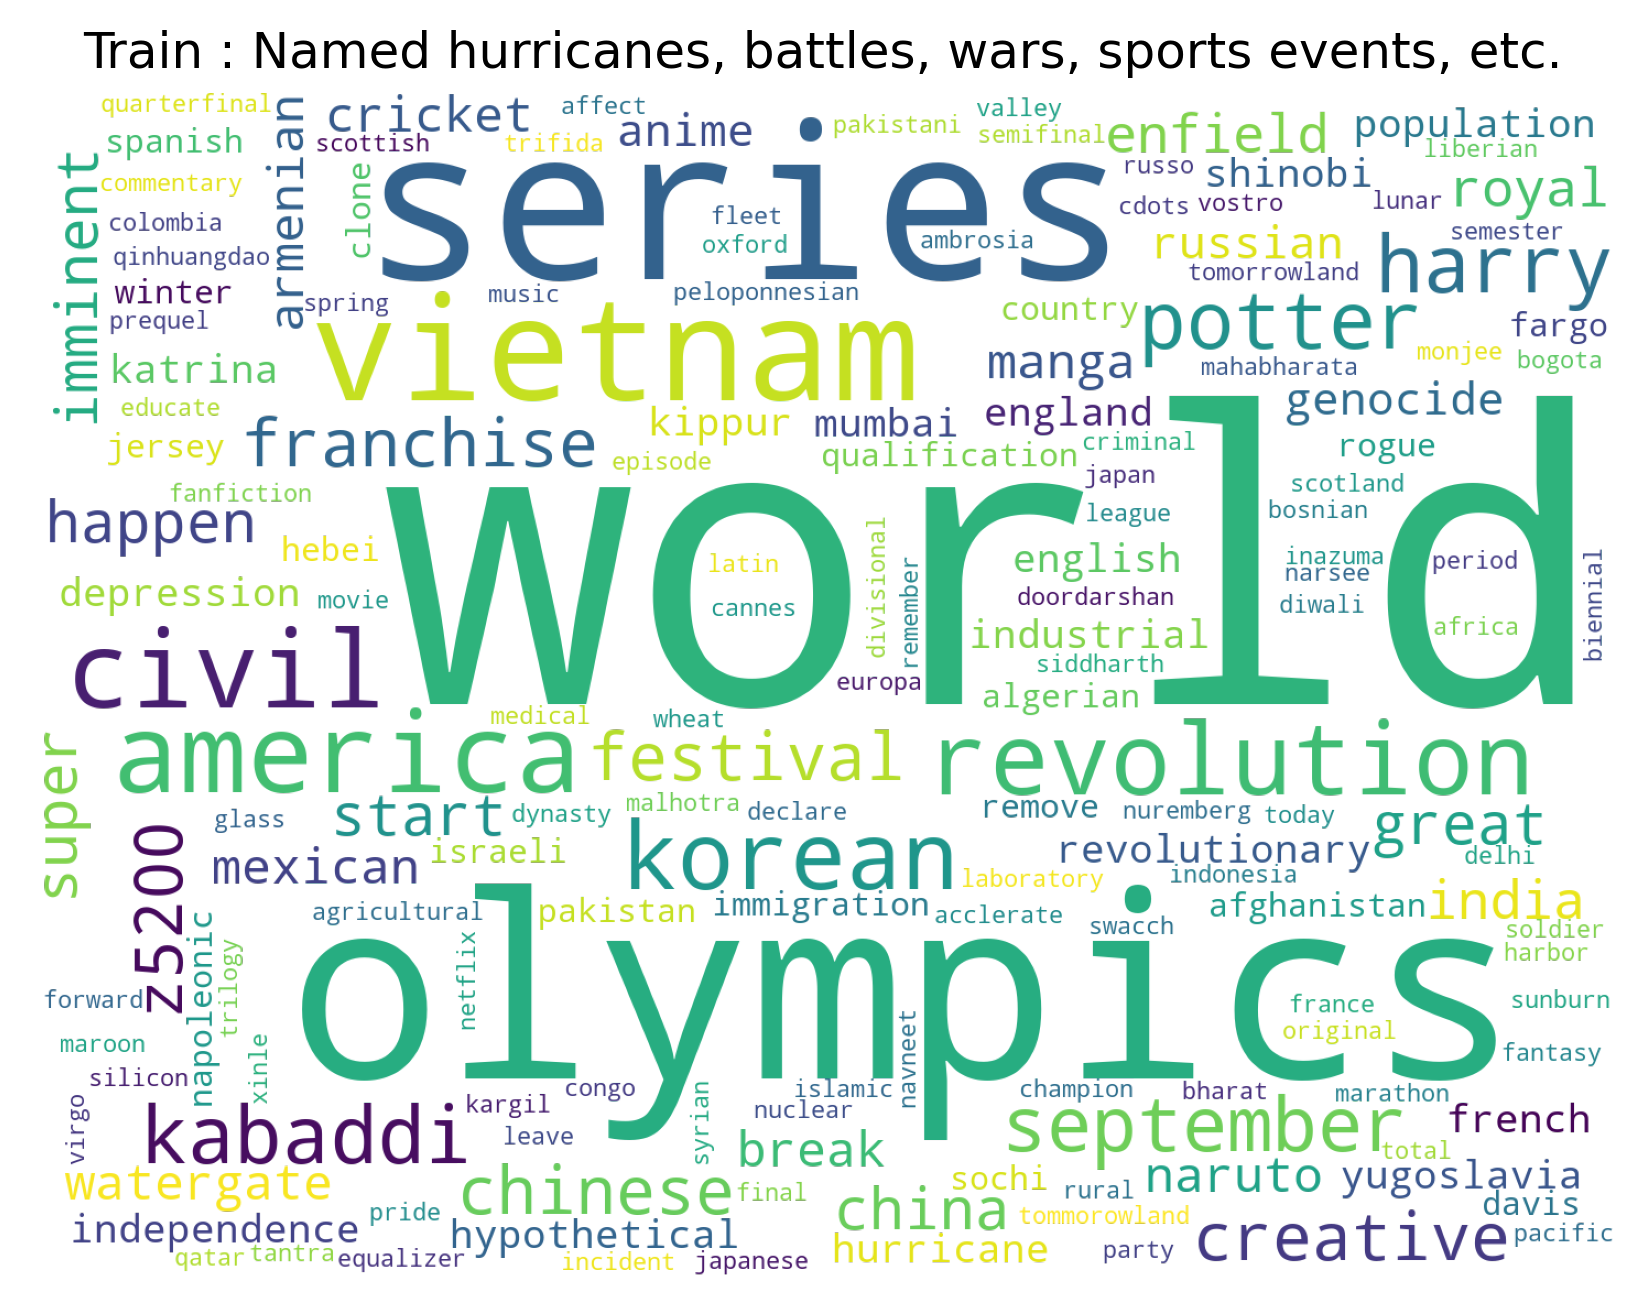 Train : Named hurricanes, battles, wars, sports events, etc.
quarterfinal
cricket
affect
anime
pakistani
valley
semifinal
enfield
population
liberian
spanish
armenian
scottish
trifida
commentary
imminent
clone
series
russo
shinobi
lunar
royal
cdots
vostro
colombia
fleet
oxford
ambrosia
russian
semester
harry
qinhuangdao
tomorrowland
winter
spring
music
peloponnesian
country
potter
fargo
prequel
vietnam
manga
mahabharata
monjee
bogota
katrina
educate
jersey
franchise
kippur
mumbai
england
genocide
episode
qualification
criminal
rogue
japan
fanfiction
scotland
happen
world
league
bosnian
hebei
latin
divisional
remember
english
inazuma
narsee
period
biennial
depression
movie
cannes
doordarshan
diwali
africa
civil
industrial
siddharth
europa
algerian
medical
wheat
super
america
festival
revolution
start
dynasty
malhotra
declare
remove
nuremberg
today
great
glass
z5200
mexican
israeli
korean
revolutionary
delhi
laboratory
indonesia
agricultural
pakistan
immigration
acclerate
swacch
afghanistan
india
soldier
harbor
napoleonic
trilogy
netflix
olympics
forward
france
original
sunburn
maroon
xinle
navneet
fantasy
silicon
virgo
kabaddi
kargil
congo
leave
syrian
islamic
nuclear
champion
bharat
marathon
september
french
break
total
watergate
chinese
final
sochi
rural
naruto
yugoslavia
independence
pride
hypothetical
china
tommorowland
davis
creative
pacific
qatar
tantra
equalizer
incident
japanese
hurricane
party